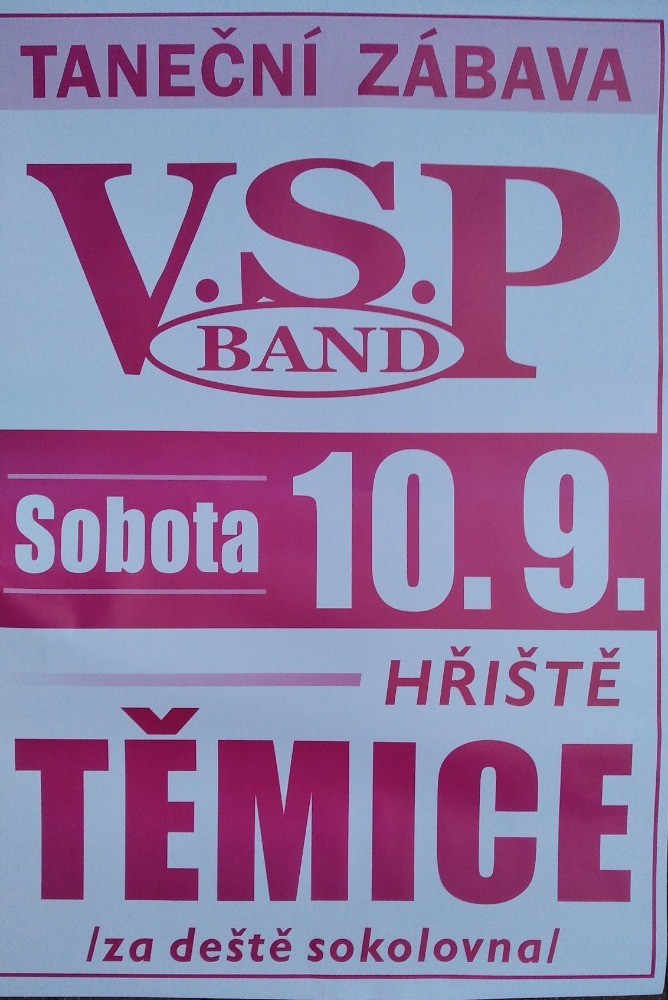 TANEČNÍ ZÁBAVA
V.S.P
BAND
Sobota 10. 9.
HŘIŠTĚ
TĚMICE
/za deště sokolovna/